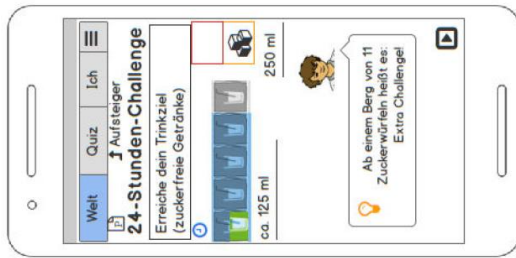 Welt Quiz Ich
P Aufsteiger
24-Stunden-Challenge
Erreiche dein Trinkziel
(zuckerfreie Getränke)
ca. 125 ml
250 ml
Ab einem Berg von 11
Zuckerwürfeln heißt es:
Extra Challenge!